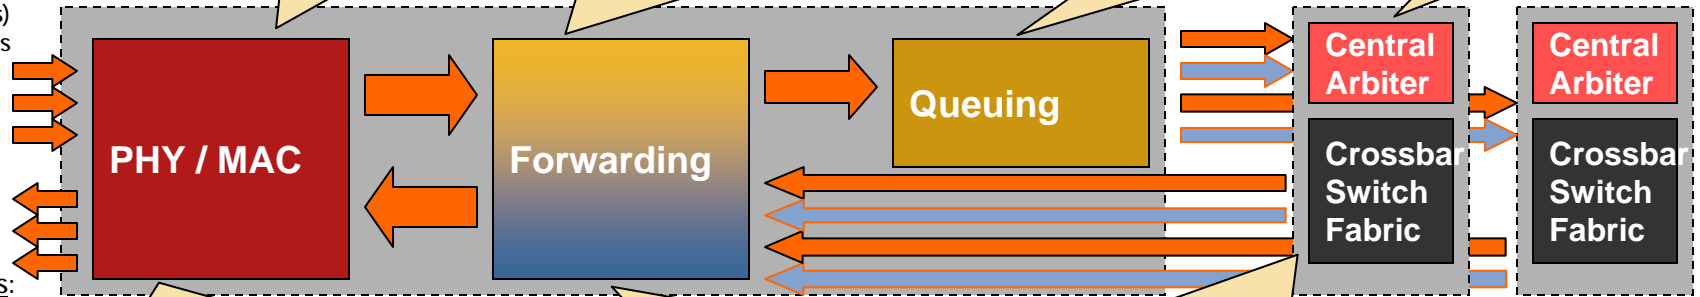 s)
s
s:
PHY / MAC
Forwarding
Queuing
Central
Arbiter
Crossbar
Switch
Fabric
Central
Arbiter
Crossbar
Switch
Fabric